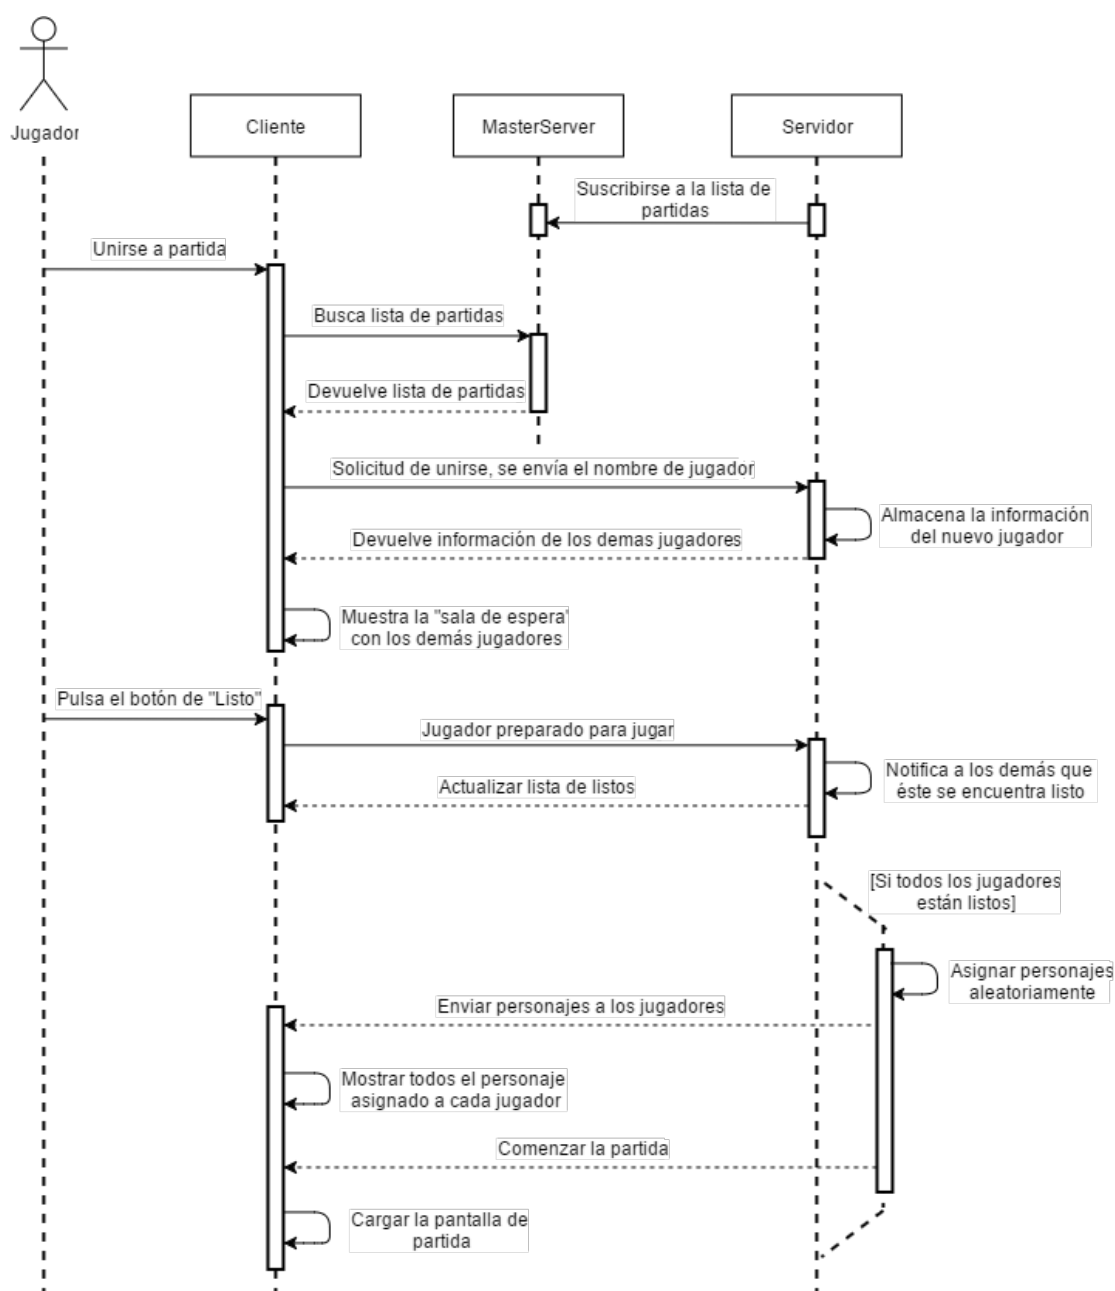 Jugador
Cliente
MasterServer
Servidor
Suscribirse a la lista de
partidas
Unirse a partida
Busca lista de partidas
Devuelve lista de partidas
Solicitud de unirse, se envía el nombre de jugador
Almacena la información
del nuevo jugador
Devuelve información de los demas jugadores
Muestra la "sala de espera"
con los demás jugadores
Pulsa el botón de "Listo"
Jugador preparado para jugar
Notifica a los demás que
éste se encuentra listo
Actualizar lista de listos
[Si todos los jugadores
están listos]
Asignar personajes
aleatoriamente
Enviar personajes a los jugadores
Mostrar todos el personaje
asignado a cada jugador
Comenzar la partida
Cargar la pantalla de
partida